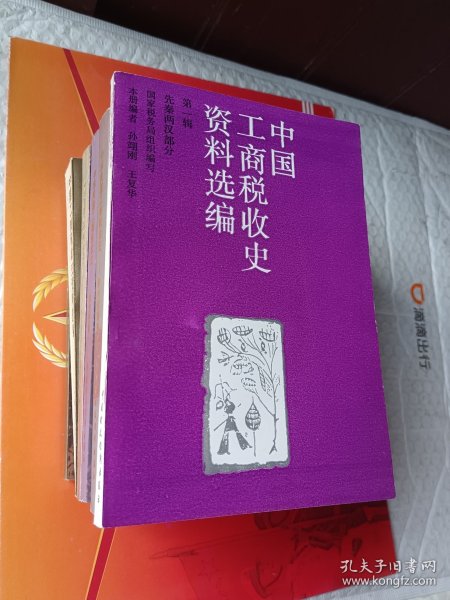 中国
工商税收史
资料选编
第一辑
先秦两汉部分
国家税务局组织编写
本册编者 孙翊刚 王复华
滴滴出行
孔夫子旧书网
www.kongfz.com